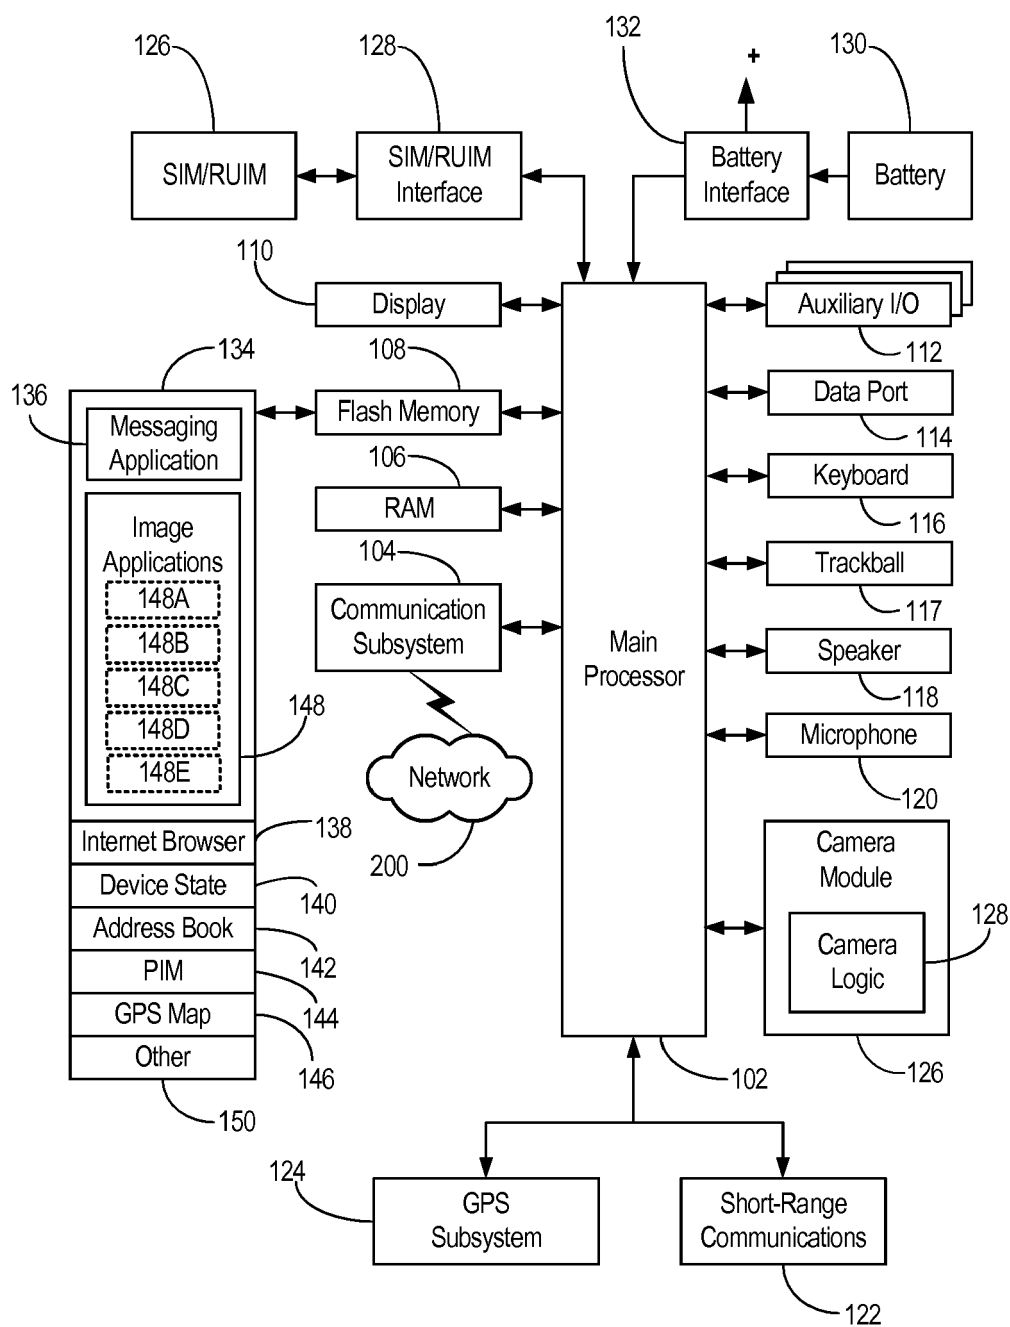 126
128
132
130
+
SIM/RUIM
SIM/RUIM
Interface
Battery
Interface
Battery
110
Display
Auxiliary I/O
112
134
108
136
Messaging
Application
Flash Memory
Data Port
114
106
RAM
Keyboard
116
Image
Applications
148A
148B
148C
148D
148E
148
104
Communication
Subsystem
Main
Processor
Trackball
117
Speaker
118
Network
200
Microphone
120
Internet Browser
138
Device State
140
Address Book
142
PIM
144
GPS Map
146
Other
150
Camera
Module
Camera
Logic
128
126
102
124
GPS
Subsystem
Short-Range
Communications
122